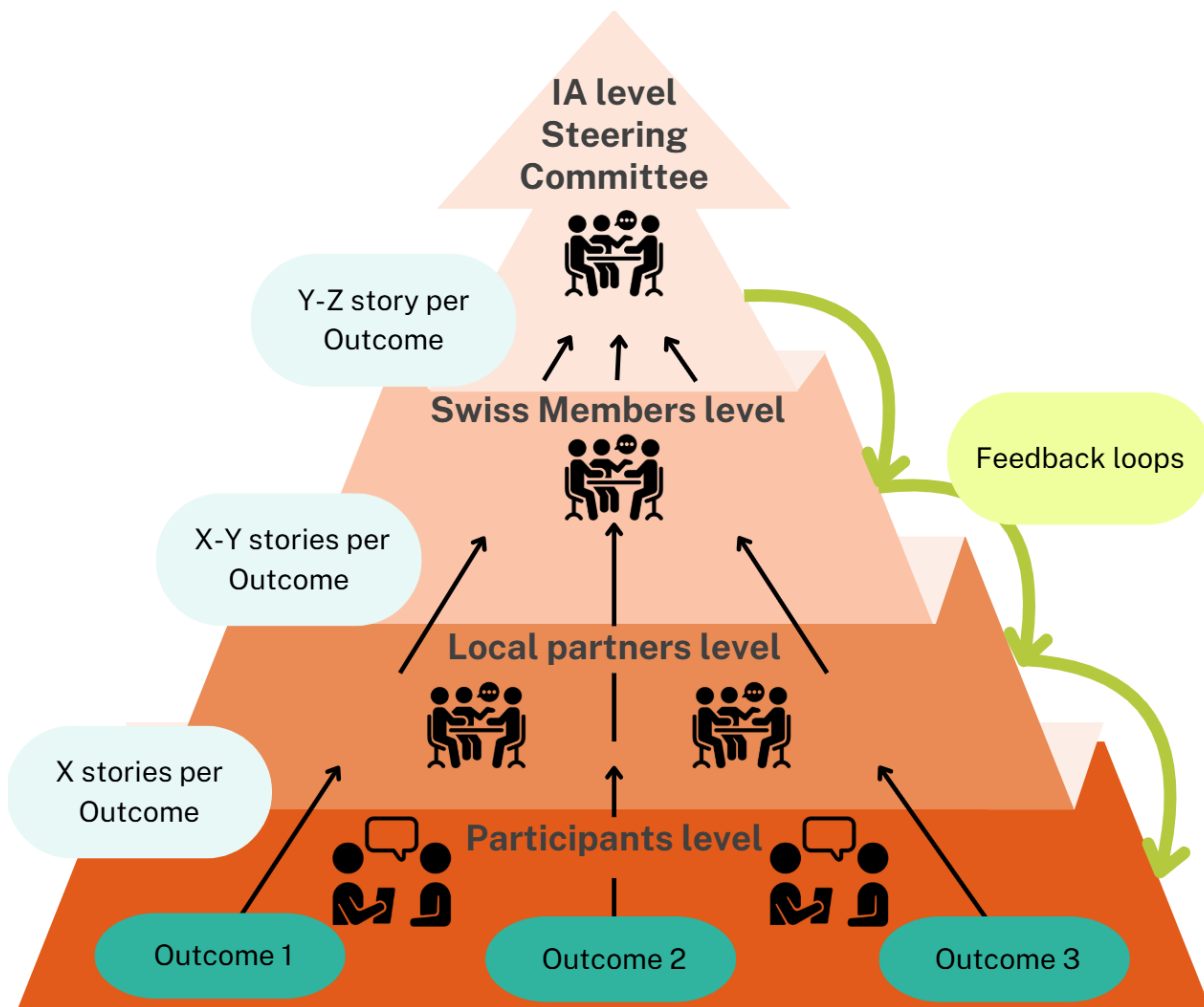 IA level
Steering
Committee
Y-Z story per
Outcome
Swiss Members level
Feedback loops
X-Y stories per
Outcome
Local partners level
X stories per
Outcome
Participants level
Outcome 1
Outcome 2
Outcome 3